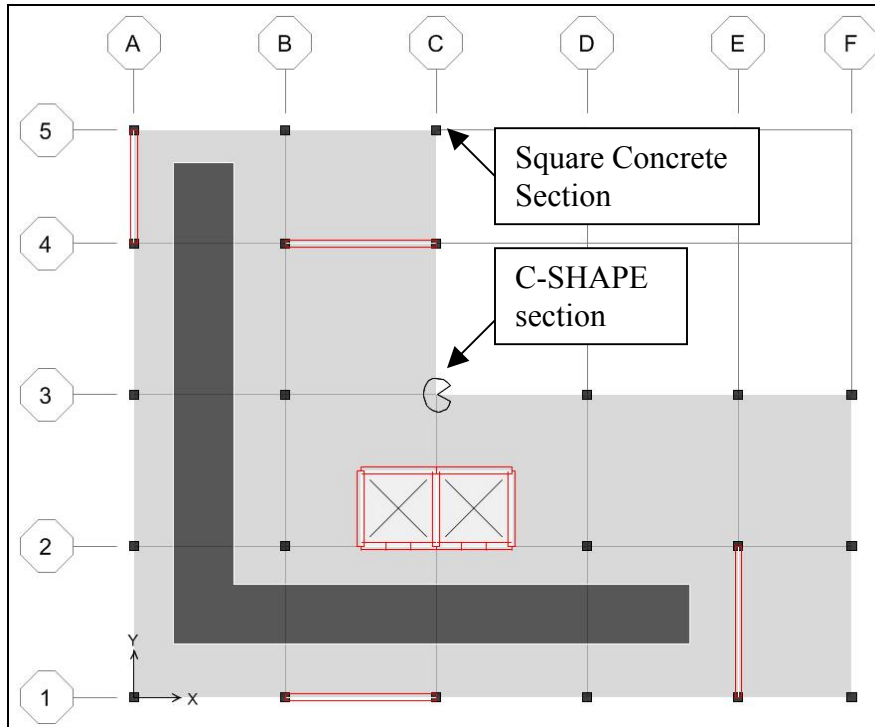 A B C D E F
5
Square Concrete
Section
4
C-SHAPE
section
3
2
Y
X
1